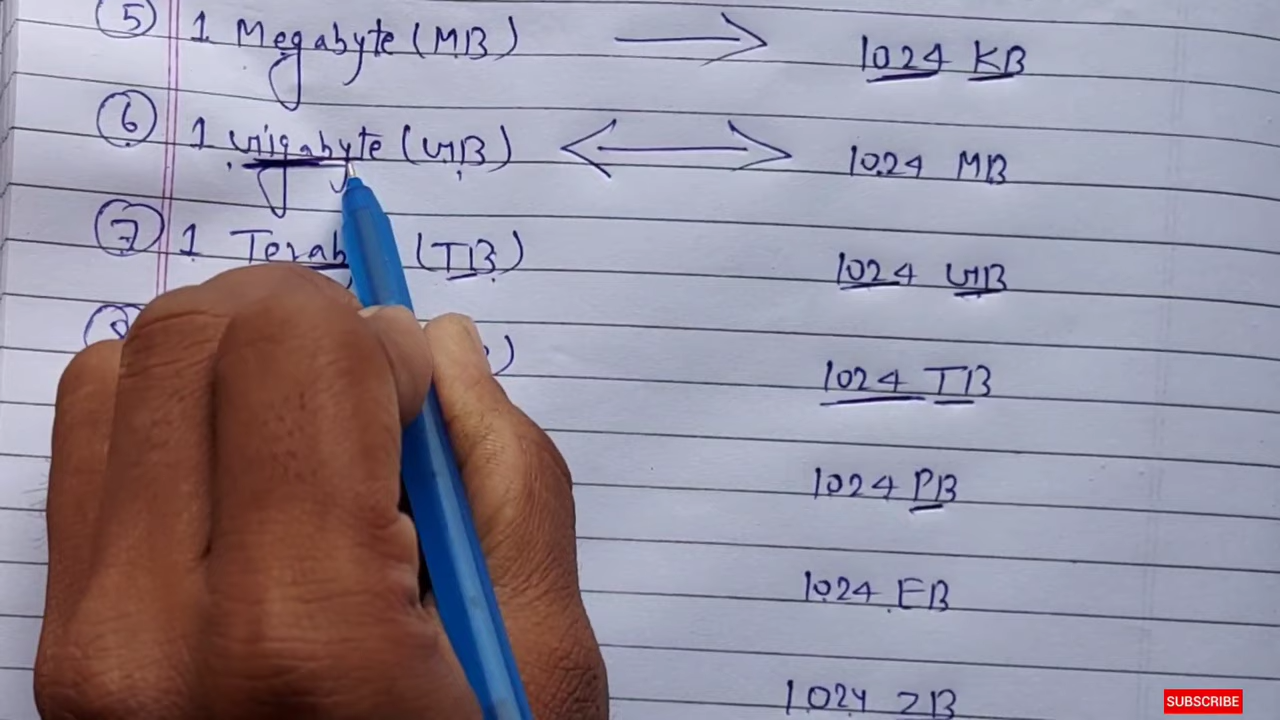 5 1 Megabyte (MB) → 1024 KB
6 1 Gigabyte (GB) ↔ 1024 MB
7 1 Terab (TB) 1024 GB
8 ) 1024 TB
1024 PB
1024 EB
1024 ZB
SUBSCRIBE